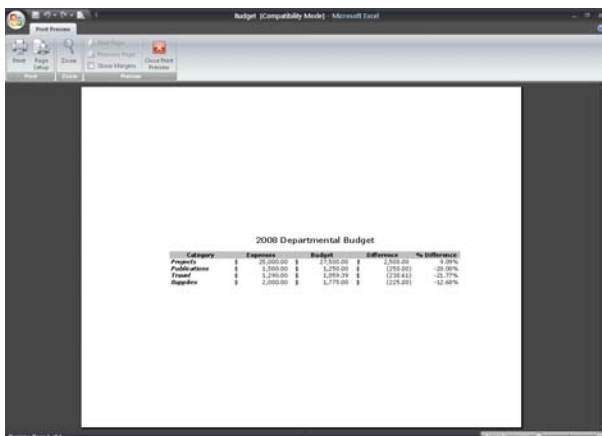 Budget [Compatibility Mode] - Microsoft Excel
Print Preview
Print
Page Setup
Zoom
Next Page
Previous Page
Show Margins
Close Print Preview
Print
Zoom
Preview
2008 Departmental Budget
Category Expenses Budget Difference % Difference
Projects $ 25,000.00 $ 27,500.00 $ 2,500.00 9.09%
Publications $ 1,500.00 $ 1,250.00 $ (250.00) -20.00%
Travel $ 1,290.00 $ 1,059.39 $ (230.61) -21.77%
Supplies $ 2,000.00 $ 1,775.00 $ (225.00) -12.68%